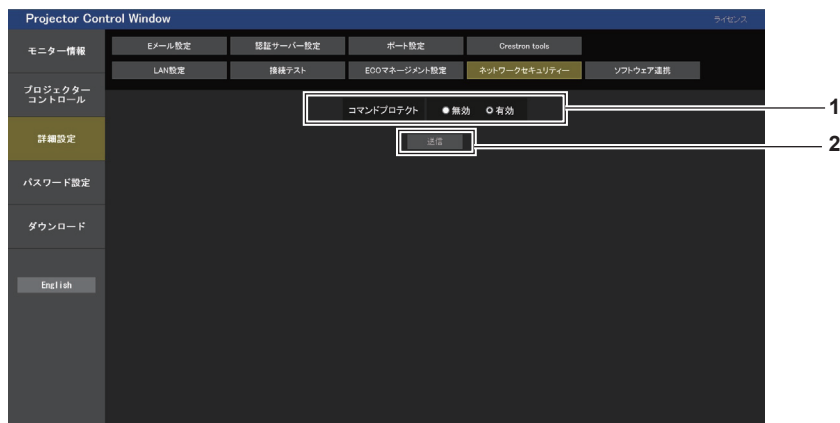 Projector Control Window
ライセンス
モニター情報
プロジェクター
コントロール
詳細設定
パスワード設定
ダウンロード
English
Eメール設定
認証サーバー設定
ポート設定
Crestron tools
LAN設定
接続テスト
ECOマネージメント設定
ネットワークセキュリティー
ソフトウェア連携
コマンドプロテクト
無効
有効
1
送信
2